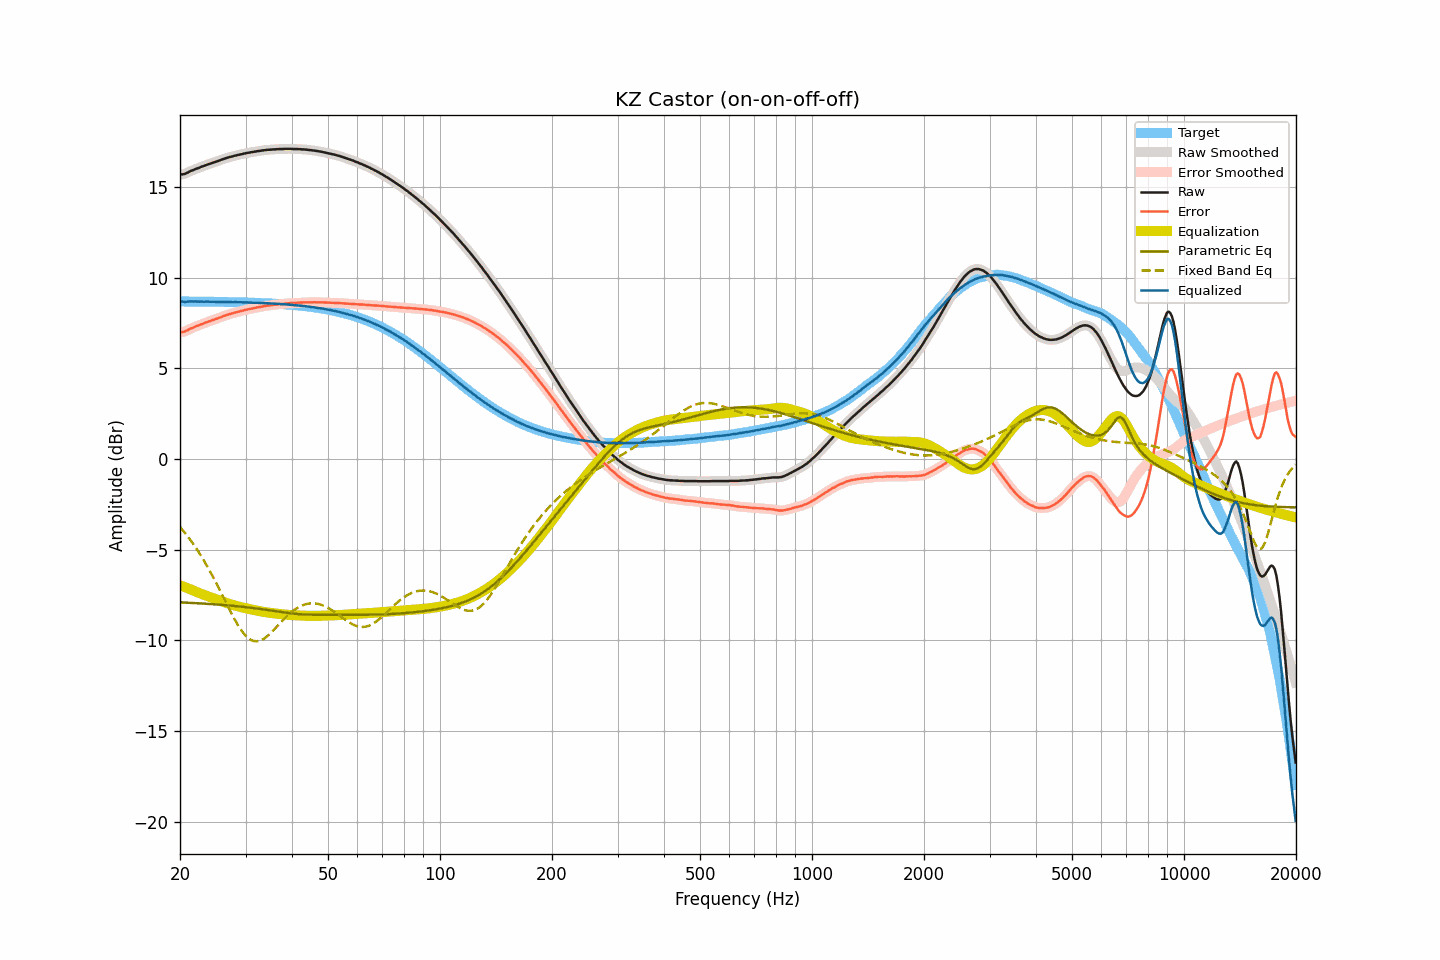 KZ Castor (on-on-off-off)
Target
Raw Smoothed
Error Smoothed
Raw
Error
Equalization
Parametric Eq
Fixed Band Eq
Equalized
Amplitude (dBr)
15
10
5
0
−5
−10
−15
−20
20 50 100 200 500 1000 2000 5000 10000 20000
Frequency (Hz)